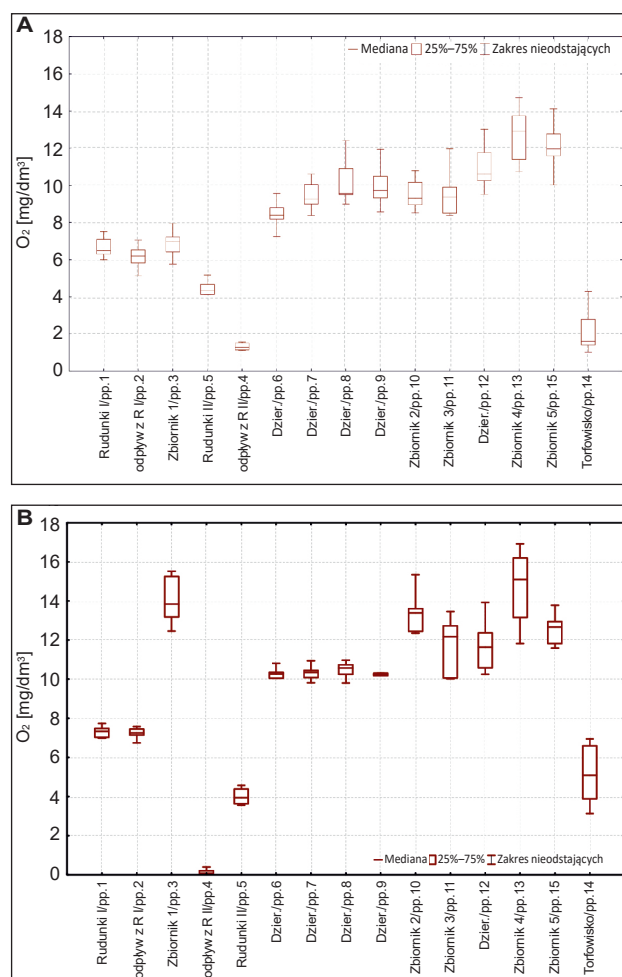 A
18
16
14
12
10
8
6
4
2
0
O₂ [mg/dm³]
Mediana 25%–75% Zakres nieodstających
Rudunki I/pp.1
odpływ z R I/pp.2
Zbiornik 1/pp.3
Rudunki II/pp.5
odpływ z R II/pp.4
Dzier./pp.6
Dzier./pp.7
Dzier./pp.8
Dzier./pp.9
Zbiornik 2/pp.10
Zbiornik 3/pp.11
Dzier./pp.12
Zbiornik 4/pp.13
Zbiornik 5/pp.15
Torfowisko/pp.14
B
18
16
14
12
10
8
6
4
2
0
O₂ [mg/dm³]
Mediana 25%–75% Zakres nieodstających
Rudunki I/pp.1
odpływ z R I/pp.2
Zbiornik 1/pp.3
odpływ z R II/pp.4
Rudunki II/pp.5
Dzier./pp.6
Dzier./pp.7
Dzier./pp.8
Dzier./pp.9
Zbiornik 2/pp.10
Zbiornik 3/pp.11
Dzier./pp.12
Zbiornik 4/pp.13
Zbiornik 5/pp.15
Torfowisko/pp.14